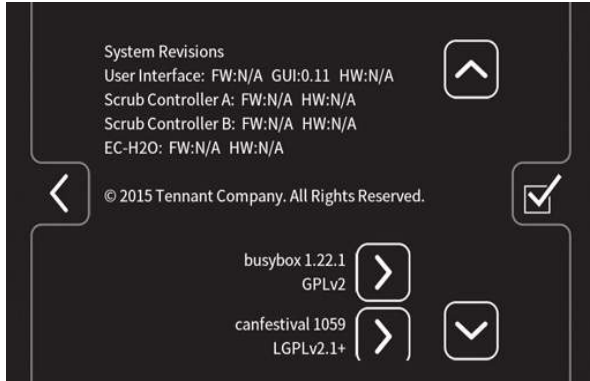 System Revisions
User Interface: FW:N/A GUI:0.11 HW:N/A
Scrub Controller A: FW:N/A HW:N/A
Scrub Controller B: FW:N/A HW:N/A
EC-H2O: FW:N/A HW:N/A
© 2015 Tennant Company. All Rights Reserved.
busybox 1.22.1
GPLv2
canfestival 1059
LGPLv2.1+